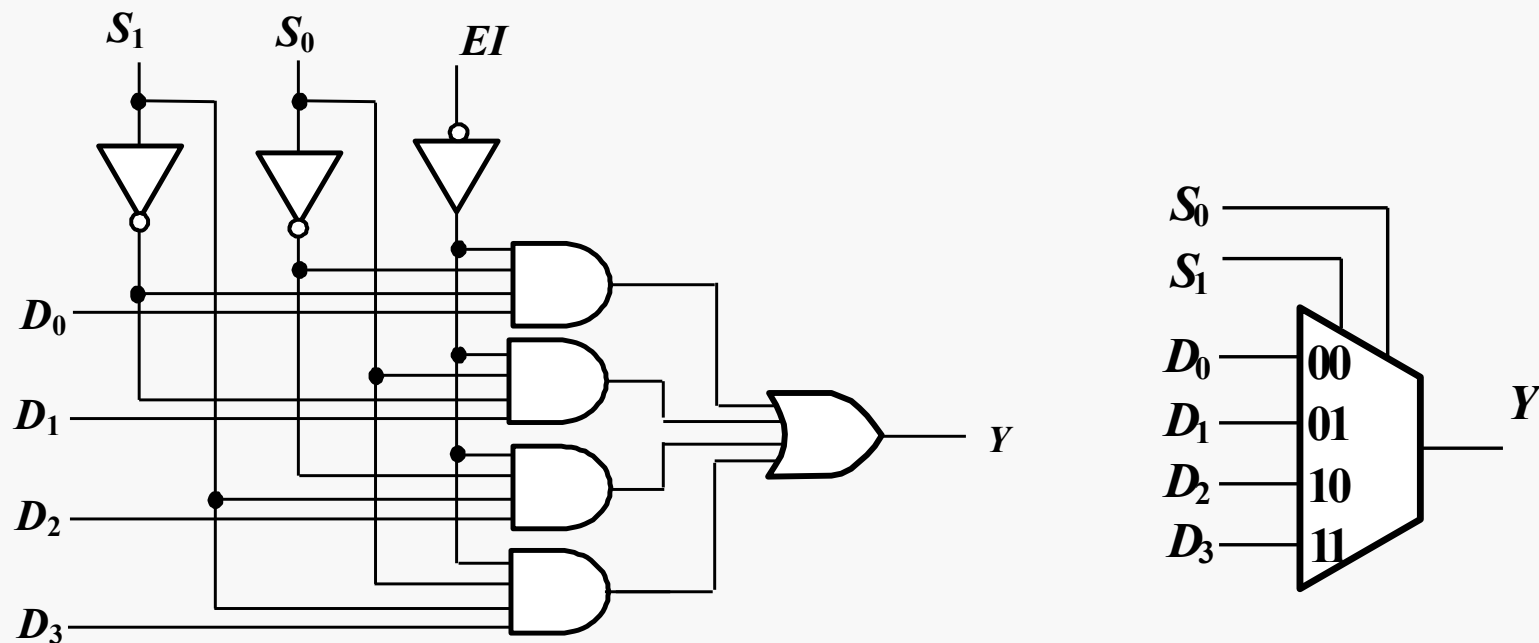 S₁ S₀ EI
D₀
D₁
D₂
D₃
Y
S₀
S₁
D₀ 00
D₁ 01
D₂ 10
D₃ 11
Y